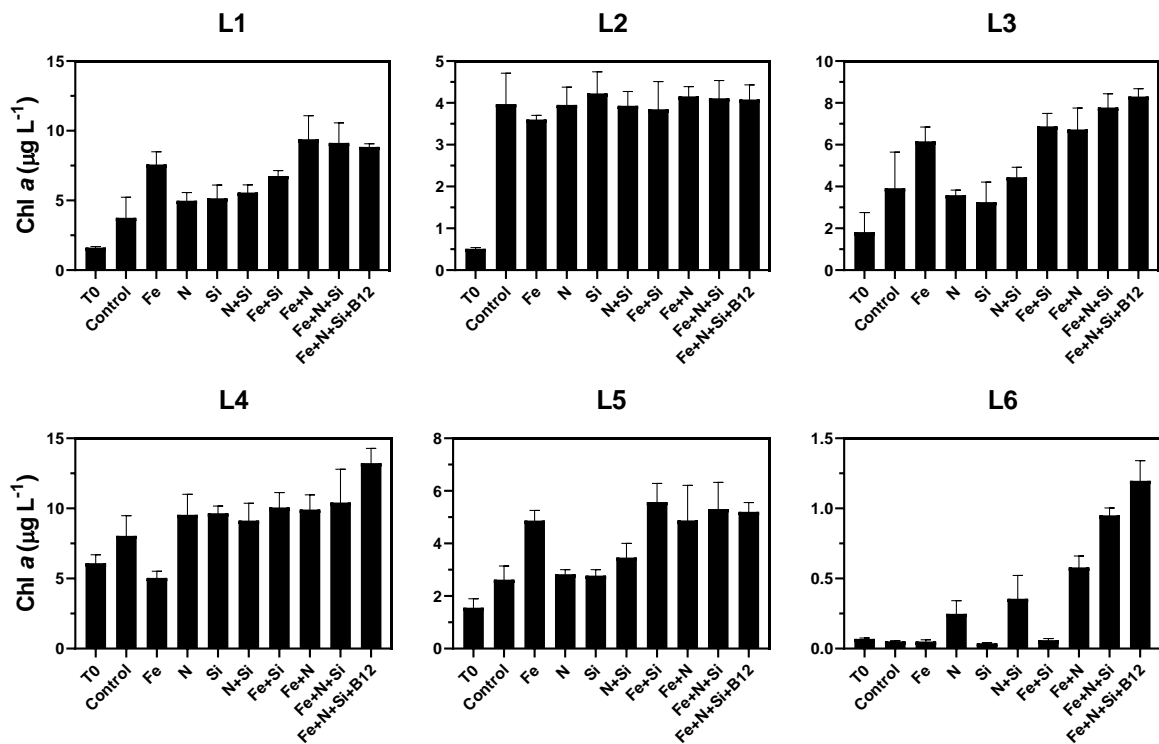 L1
L2
L3
Chl a (μg L⁻¹)
15
10
5
0
T0
Control
Fe
N
Si
N+Si
Fe+Si
Fe+N
Fe+N+Si
Fe+N+Si+B12
5
4
3
2
1
0
T0
Control
Fe
N
Si
N+Si
Fe+Si
Fe+N
Fe+N+Si
Fe+N+Si+B12
10
8
6
4
2
0
T0
Control
Fe
N
Si
N+Si
Fe+Si
Fe+N
Fe+N+Si
Fe+N+Si+B12
L4
L5
L6
Chl a (μg L⁻¹)
15
10
5
0
T0
Control
Fe
N
Si
N+Si
Fe+Si
Fe+N
Fe+N+Si
Fe+N+Si+B12
8
6
4
2
0
T0
Control
Fe
N
Si
N+Si
Fe+Si
Fe+N
Fe+N+Si
Fe+N+Si+B12
1.5
1.0
0.5
0.0
T0
Control
Fe
N
Si
N+Si
Fe+Si
Fe+N
Fe+N+Si
Fe+N+Si+B12